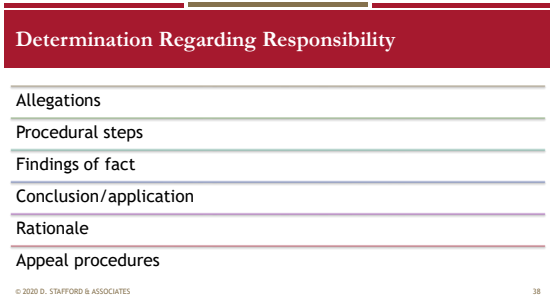 Determination Regarding Responsibility
Allegations
Procedural steps
Findings of fact
Conclusion/application
Rationale
Appeal procedures
© 2020 D. STAFFORD & ASSOCIATES
38